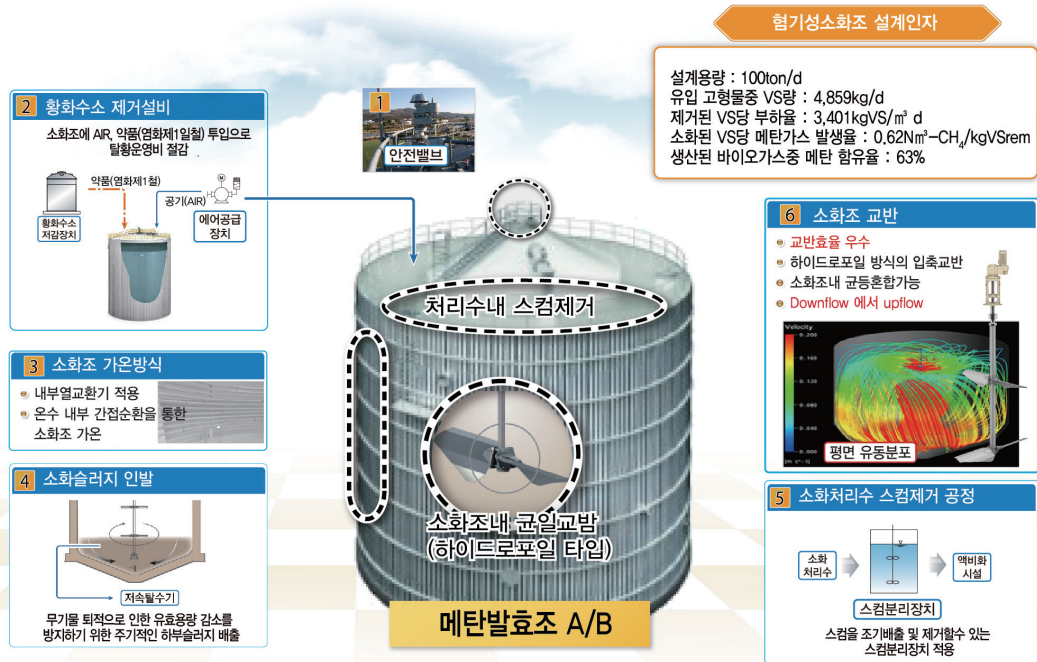 혐기성소화조 설계인자
설계용량 : 100ton/d
유입 고형물중 VS량 : 4,859kg/d
제거된 VS당 부하율 : 3,401kgVS/㎥ d
소화된 VS당 메탄가스 발생율 : 0.62N㎥-CH₄/kgVSrem
생산된 바이오가스중 메탄 함유율 : 63%
1
안전밸브
2 황화수소 제거설비
소화조에 AIR, 약품(염화제1일철) 투입으로
탈황운영비 절감
약품(염화제1철)
공기(AIR)
M
황화수소
저감장치
에어공급
장치
3 소화조 가온방식
내부열교환기 적용
온수 내부 간접순환을 통한
소화조 가온
4 소화슬러지 인발
저속탈수기
무기물 퇴적으로 인한 유효용량 감소를
방지하기 위한 주기적인 하부슬러지 배출
처리수내 스컴제거
소화조내 균일교밤
(하이드로포일 타입)
메탄발효조 A/B
6 소화조 교반
교반효율 우수
하이드로포일 방식의 입축교반
소화조내 균등혼합가능
Downflow 에서 upflow
Velocity
0.200
0.160
0.120
0.040
0.000
[m s^-1]
평면 유동분포
5 소화처리수 스컴제거 공정
소화
처리수
액비화
시설
스컴분리장치
스컴을 조기배출 및 제거할수 있는
스컴분리장치 적용